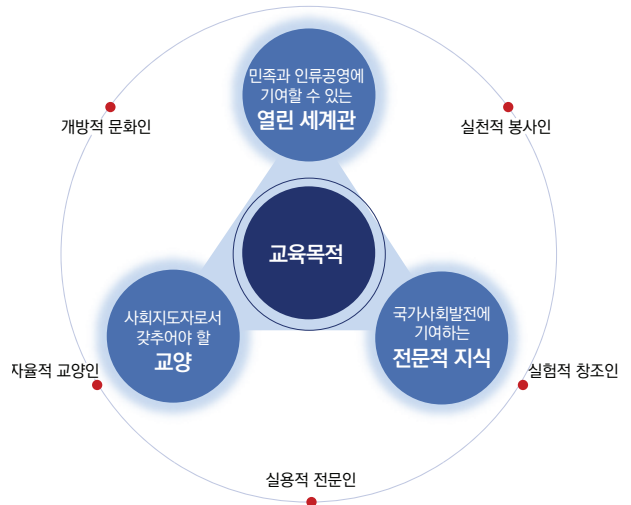 민족과 인류공영에
기여할 수 있는
열린 세계관
개방적 문화인
실천적 봉사인
교육목적
사회지도자로서
갖추어야 할
교양
국가사회발전에
기여하는
전문적 지식
자율적 교양인
실험적 창조인
실용적 전문인